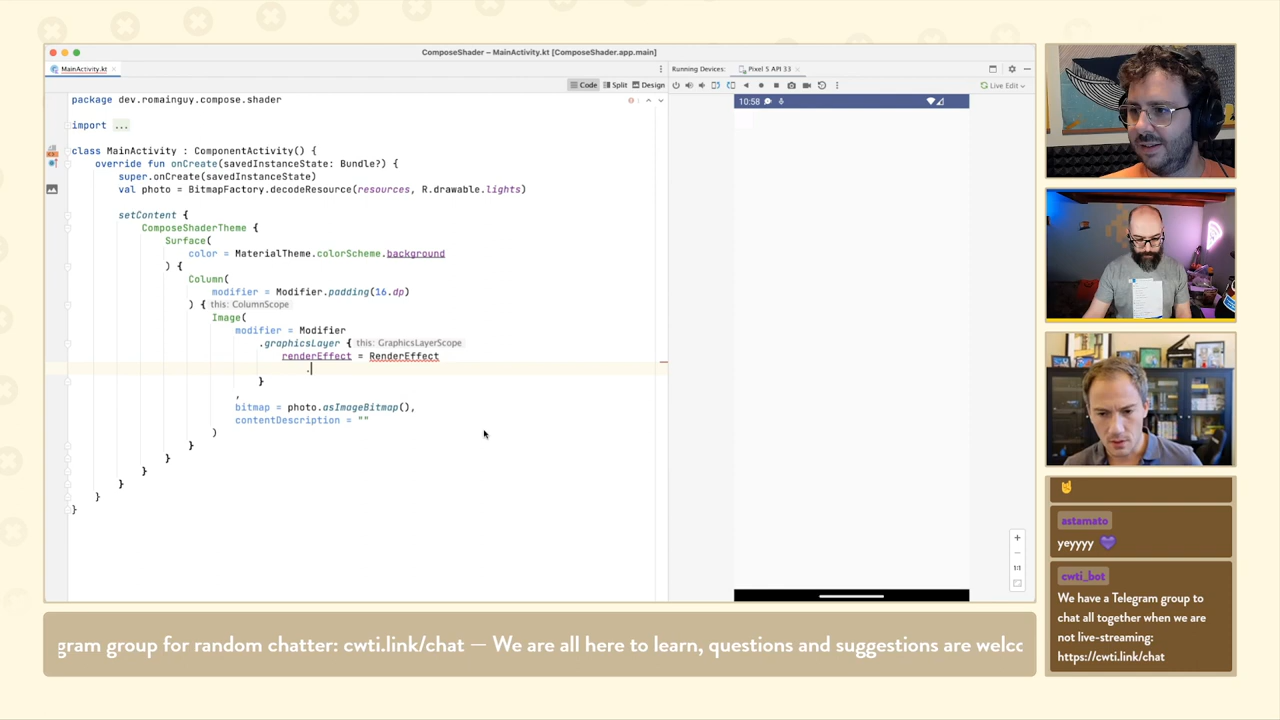 ComposeShader – MainActivity.kt [ComposeShader.app.main]
MainActivity.kt
Code Split Design
Running Devices: Pixel 5 API 33
Live Edit
10:58
package dev.romainguy.compose.shader
import ...
class MainActivity : ComponentActivity() {
override fun onCreate(savedInstanceState: Bundle?) {
super.onCreate(savedInstanceState)
val photo = BitmapFactory.decodeResource(resources, R.drawable.lights)
setContent {
ComposeShaderTheme {
Surface(
color = MaterialTheme.colorScheme.background
) {
Column(
modifier = Modifier.padding(16.dp)
) { this: ColumnScope
Image(
modifier = Modifier
.graphicsLayer { this: GraphicsLayerScope
renderEffect = RenderEffect
.
}
,
bitmap = photo.asImageBitmap(),
contentDescription = ""
)
}
}
}
}
}
}
1:1
🤘
astamato
yeyyyy 💜
cwti_bot
We have a Telegram group to
chat all together when we are
not live-streaming:
https://cwti.link/chat
gram group for random chatter: cwti.link/chat — We are all here to learn, questions and suggestions are welcc